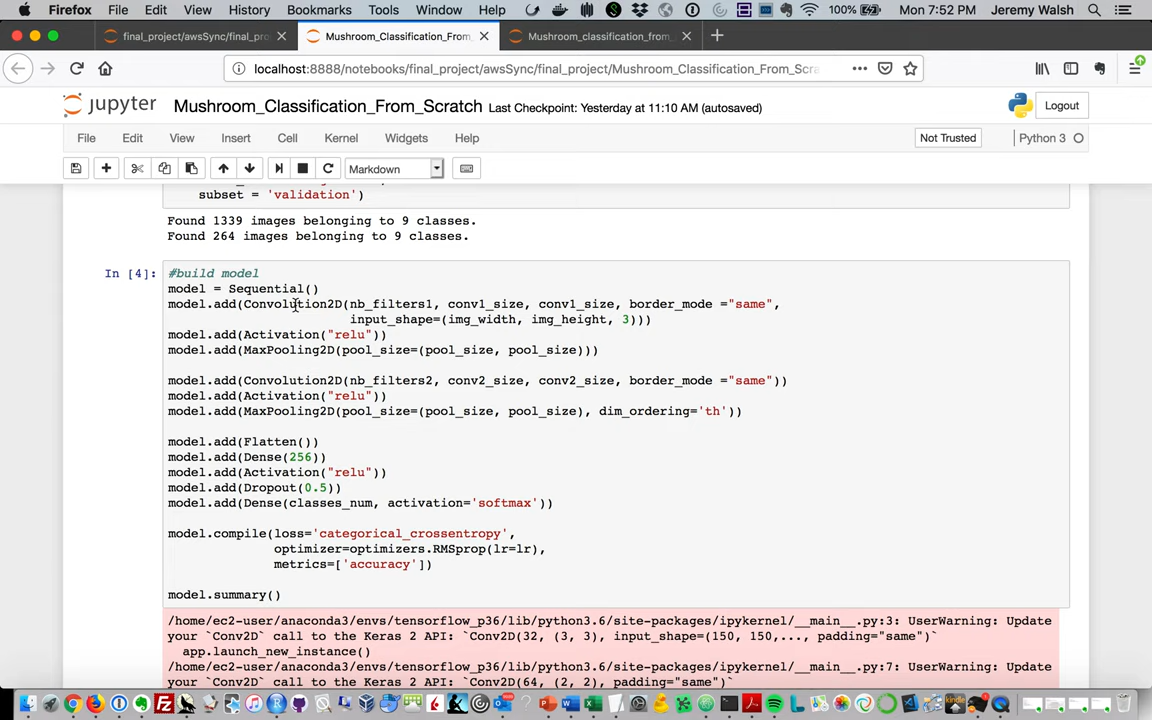 Firefox File Edit View History Bookmarks Tools Window Help 100% Mon 7:52 PM Jeremy Walsh
final_project/awsSync/final_pro Mushroom_Classification_From_ Mushroom_classification_from_
localhost:8888/notebooks/final_project/awsSync/final_project/Mushroom_Classification_From_Scra
jupyter Mushroom_Classification_From_Scratch Last Checkpoint: Yesterday at 11:10 AM (autosaved) Logout
File Edit View Insert Cell Kernel Widgets Help Not Trusted Python 3
Markdown
subset = 'validation')
Found 1339 images belonging to 9 classes.
Found 264 images belonging to 9 classes.
In [4]: #build model
model = Sequential()
model.add(Convolution2D(nb_filters1, conv1_size, conv1_size, border_mode ="same",
input_shape=(img_width, img_height, 3)))
model.add(Activation("relu"))
model.add(MaxPooling2D(pool_size=(pool_size, pool_size)))
model.add(Convolution2D(nb_filters2, conv2_size, conv2_size, border_mode ="same"))
model.add(Activation("relu"))
model.add(MaxPooling2D(pool_size=(pool_size, pool_size), dim_ordering='th'))
model.add(Flatten())
model.add(Dense(256))
model.add(Activation("relu"))
model.add(Dropout(0.5))
model.add(Dense(classes_num, activation='softmax'))
model.compile(loss='categorical_crossentropy',
optimizer=optimizers.RMSprop(lr=lr),
metrics=['accuracy'])
model.summary()
/home/ec2-user/anaconda3/envs/tensorflow_p36/lib/python3.6/site-packages/ipykernel/__main__.py:3: UserWarning: Update
your `Conv2D` call to the Keras 2 API: `Conv2D(32, (3, 3), input_shape=(150, 150,..., padding="same")`
app.launch_new_instance()
/home/ec2-user/anaconda3/envs/tensorflow_p36/lib/python3.6/site-packages/ipykernel/__main__.py:7: UserWarning: Update
your `Conv2D` call to the Keras 2 API: `Conv2D(64, (2, 2), padding="same")`